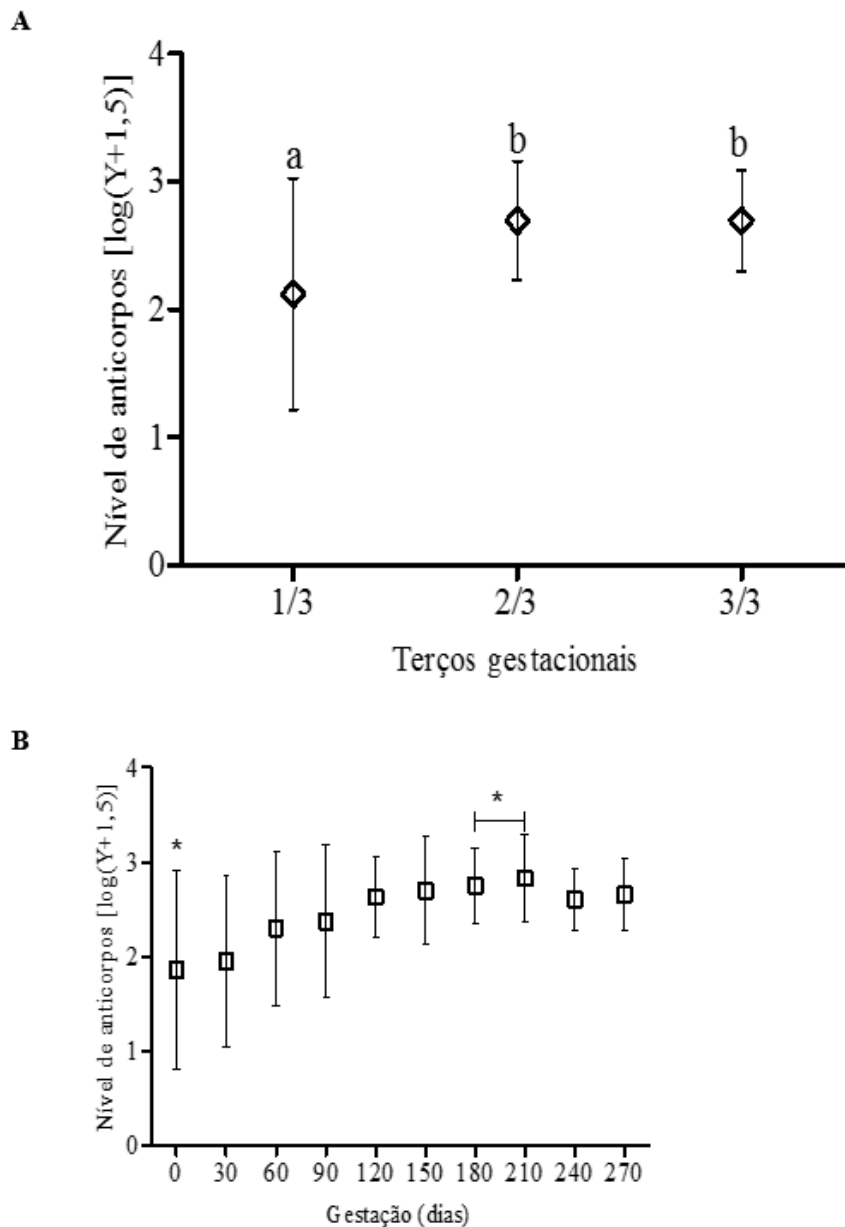 A
Nível de anticorpos [log(Y+1,5)]
4
3
2
1
0
a
b
b
1/3 2/3 3/3
Terços gestacionais
B
Nível de anticorpos [log(Y+1,5)]
4
3
2
1
0
*
*
0 30 60 90 120 150 180 210 240 270
Gestação (dias)